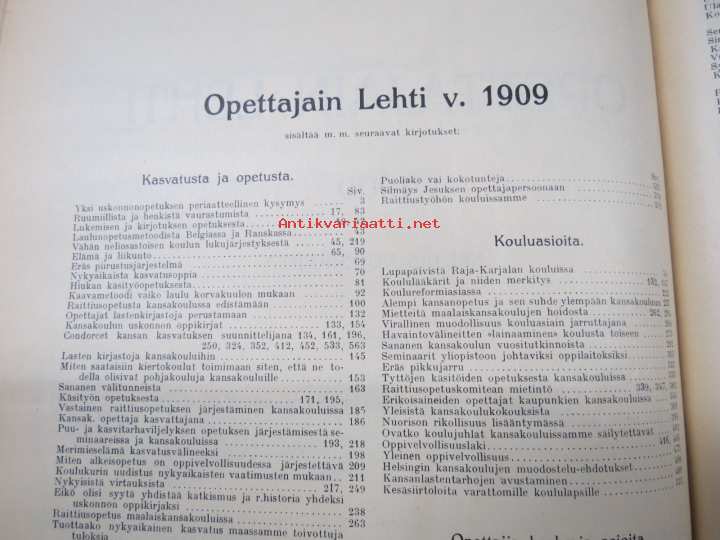 Opettajain Lehti v. 1909
sisältää m. m. seuraavat kirjotukset:
Kasvatusta ja opetusta.
Siv.
Yksi uskonnonopetuksen periaatteellinen kysymys 3
Ruumiillista ja henkistä vaurastumista 17, 83
Lukemisen ja kirjotuksen opetuksesta
Laulunopetusmetodista Belgiassa ja Ranskassa 43
Vähän neliosastoisen koulun lukujärjestyksestä 45, 219
Elämä ja liikunto 65, 90
Eräs piirustusjärjestelmä 69
Nykyaikaista kasvatusoppia 70
Hiukan käsityöopetuksesta 81
Kaavametoodi vaiko laulu korvakuulon mukaan 92
Raittiusopetusta kansakoulussa edistämään 100
Opettajat lastenkirjastoja perustamaan 132
Kansakoulun uskonnon oppikirjat 133, 154
Condorcet kansan kasvatuksen suunnittelijana 134, 161, 196,
250, 324, 352, 412, 452, 533, 563
Lasten kirjastoja kansakouluihin 145
Miten saataisiin kiertokoulut toimimaan siten, että ne to-
della olisivat pohjakouluja kansakouluille 153
Sananen välitunneista 163
Käsityön opetuksesta 171, 195,
Vastainen raittiusopetuksen järjestäminen kansakouluissa 185
Kansak. opettaja kasvattajana 186
Puu- ja kasvitarhaviljelyksen opetuksen järjestämisestä se-
minaareissa ja kansakouluissa 193, 218
Merimieselämä kasvatusvälineeksi 198
Miten alkeisopetus on oppivelvollisuudessa järjestettävä 209
Koulukurin uudistus nykyaikaisten vaatimusten mukaan 211
Nykyisistä virtauksista 217, 249
Eikö olisi syytä yhdistää katkismus ja r.historia yhdeksi
uskonnon oppikirjaksi 238
Raittiusopetus maalaiskansakouluissa
Tuottaako nykyikainen kasvatus maassamme toivottuja 263
tuloksia
Puoliako vai kokotunteja
Silmäys Jesuksen opettajapersoonaan
Raittiustyöhön kouluissamme
Kouluasioita.
Lupapäivistä Raja-Karjalan kouluissa
Koululääkärit ja niiden merkitys
Koulureformiasiassa
Alempi kansanopetus ja sen suhde ylempään kansakouluun
Mietteitä maalaiskansakoulujen hoidosta
Virallinen muodollisuus kouluasiain jarruttajana
Havaintovälineitten «lainaaminen» koulusta toiseen
Sananen kansakoulun vuositutkinnoista
Seminaarit yliopistoon johtaviksi oppilaitoksiksi
Eräs pikkujarru
Tyttöjen käsitöiden opetuksesta kansakouluissa
Raittiusopetuskomitean mietintö
Erikoisaineiden opettajat kaupunkien kansakouluissa
Yleisistä kansakoulukokouksista
Nuorison rikollisuus lisääntymässä
Ovatko koulujuhlat kansakouluissamme säilytettävät
Oppivelvollisuuslaki
Yleinen oppivelvollisuus
Helsingin kansakoulujen muodostelu-ehdotukset
Kansanlastentarhojen avustaminen
Kesäsiirtoloita varattomille koululapsille
Antikvariaatti.net